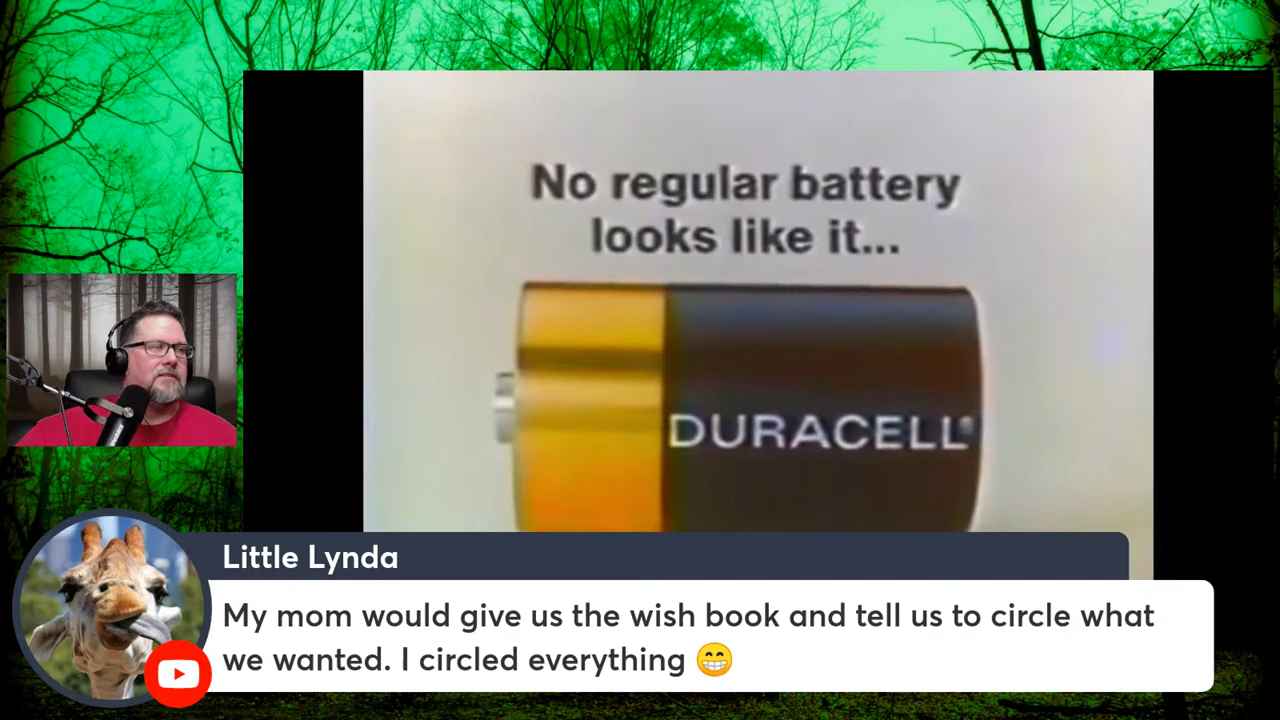 No regular battery
looks like it...
DURACELL®
Little Lynda
My mom would give us the wish book and tell us to circle what
we wanted. I circled everything 😁